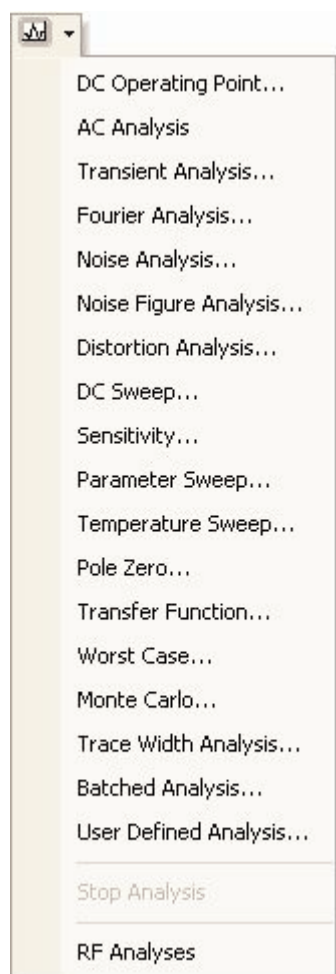 DC Operating Point...
AC Analysis
Transient Analysis...
Fourier Analysis...
Noise Analysis...
Noise Figure Analysis...
Distortion Analysis...
DC Sweep...
Sensitivity...
Parameter Sweep...
Temperature Sweep...
Pole Zero...
Transfer Function...
Worst Case...
Monte Carlo...
Trace Width Analysis...
Batched Analysis...
User Defined Analysis...
Stop Analysis
RF Analyses